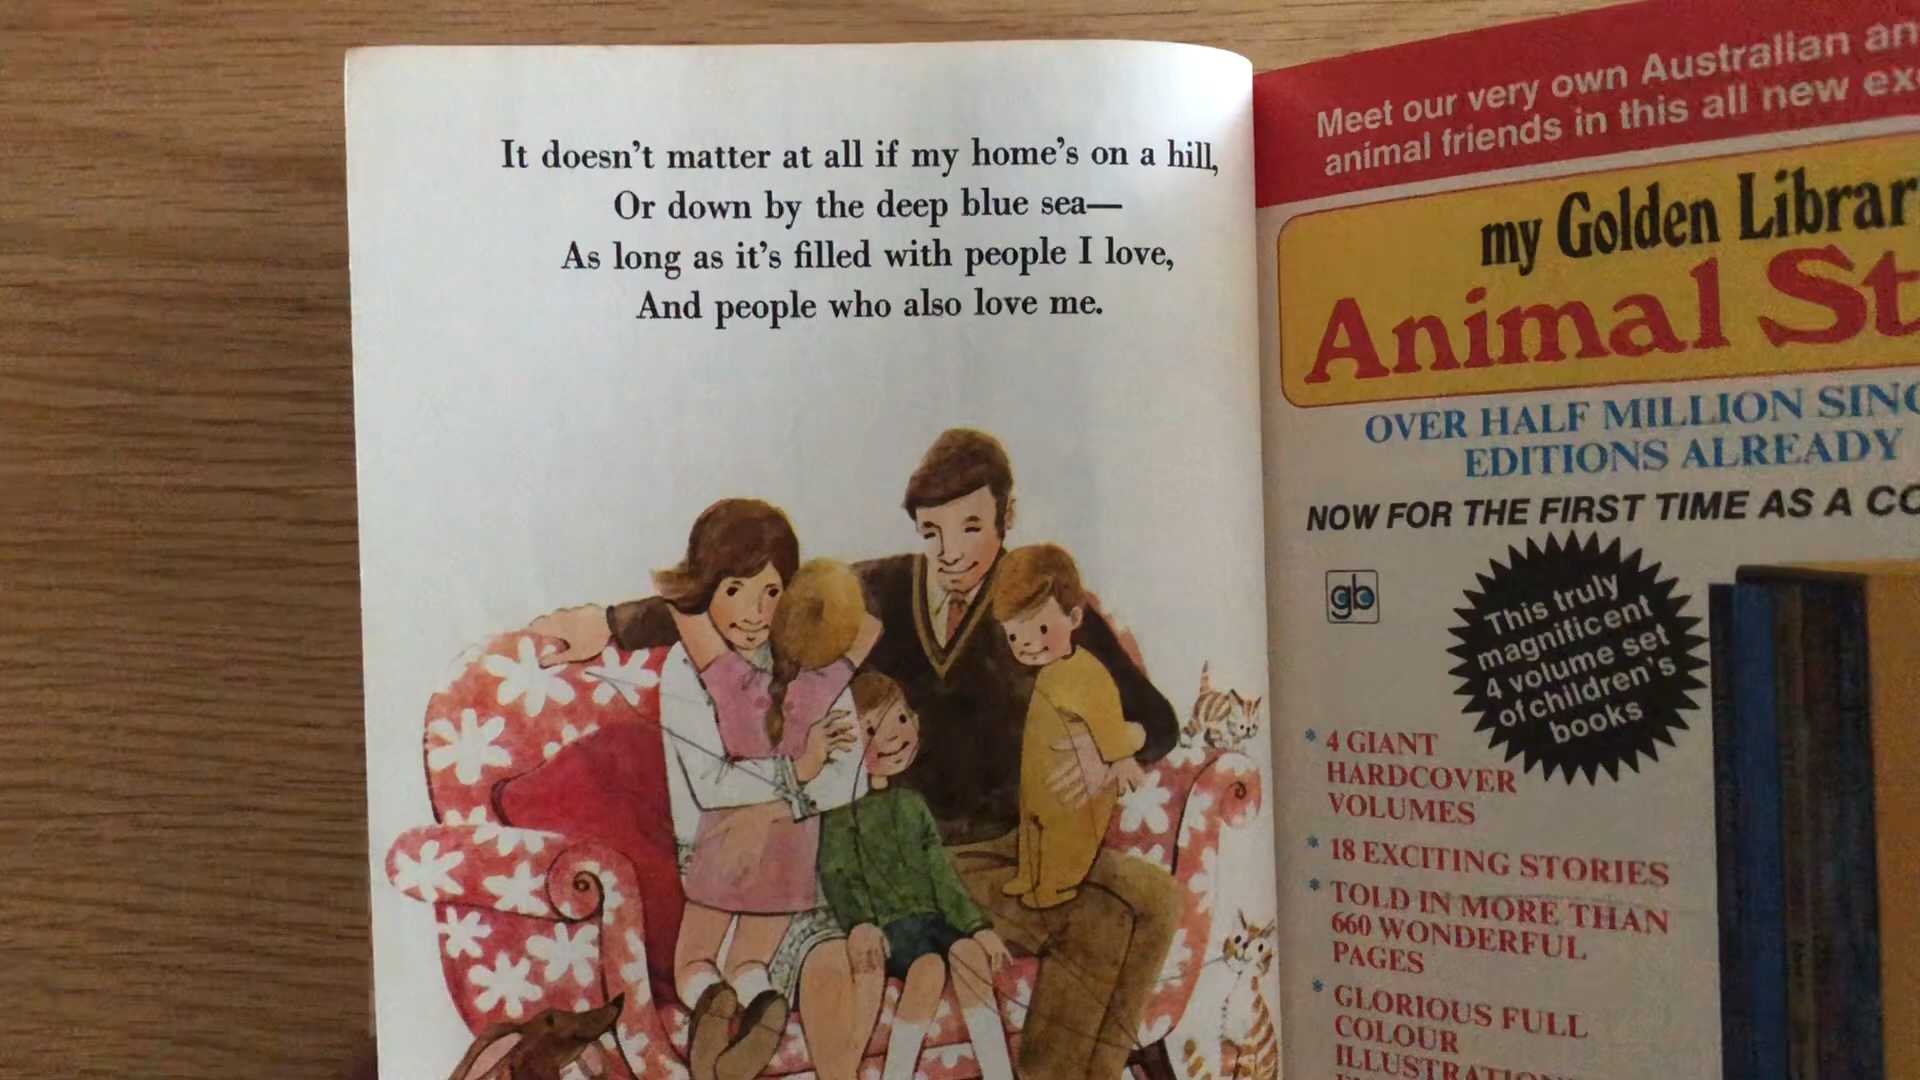 It doesn't matter at all if my home's on a hill,
Or down by the deep blue sea—
As long as it's filled with people I love,
And people who also love me.
Meet our very own Australian
animal friends in this all new
my Golden
Animal
OVER HALF MILLION
EDITIONS ALREADY
NOW FOR THE FIRST TIME AS A
gb
This truly
magnificent
4 volume set
of children's
books
* 4 GIANT
HARDCOVER
VOLUMES
* 18 EXCITING STORIES
* TOLD IN MORE THAN
660 WONDERFUL
PAGES
* GLORIOUS FULL
COLOUR